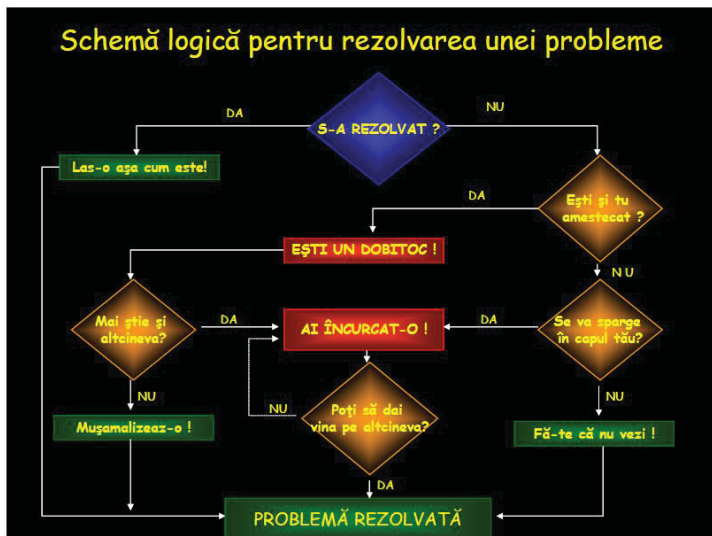 Schemă logică pentru rezolvarea unei probleme
DA
NU
S-A REZOLVAT ?
Las-o aşa cum este!
Eşti şi tu
amestecat ?
DA
EŞTI UN DOBITOC !
N U
Mai ştie şi
altcineva?
DA
AI ÎNCURCAT-O !
DA
Se va sparge
în capul tău?
NU
NU
Poţi să dai
vina pe altcineva?
NU
Muşamalizeaz-o !
Fă-te că nu vezi !
DA
PROBLEMĂ REZOLVATĂ